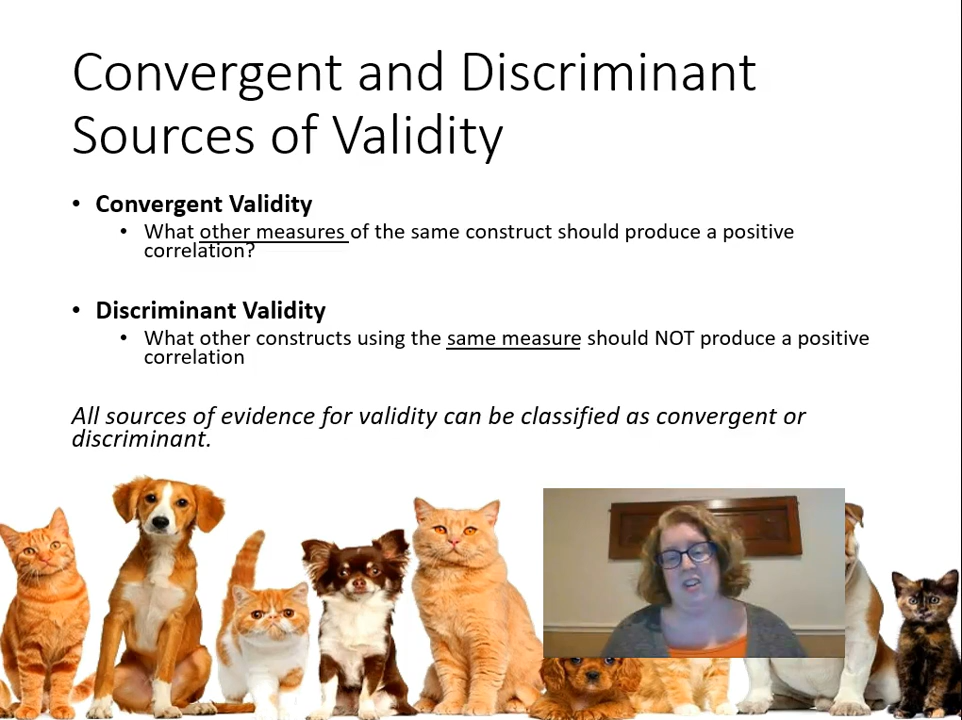 Convergent and Discriminant
Sources of Validity
• Convergent Validity
• What other measures of the same construct should produce a positive
correlation?
• Discriminant Validity
• What other constructs using the same measure should NOT produce a positive
correlation
All sources of evidence for validity can be classified as convergent or
discriminant.